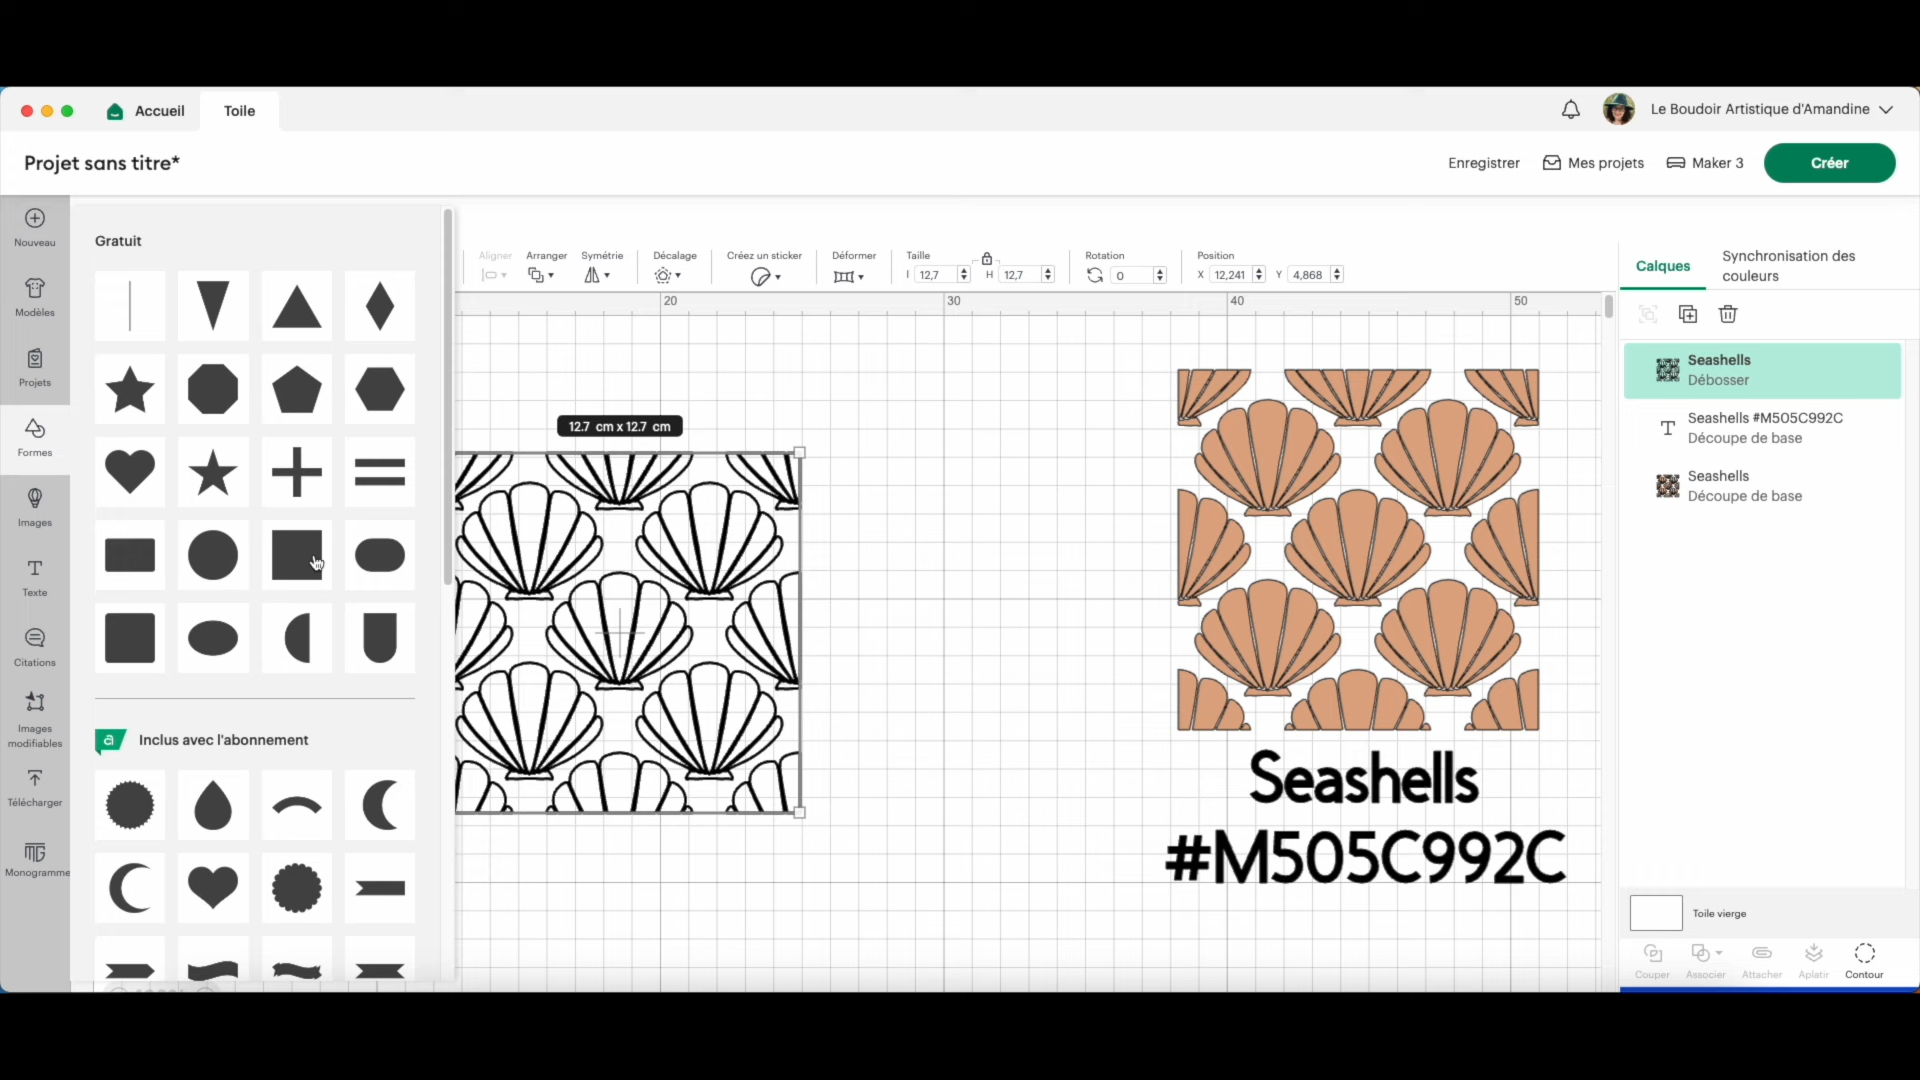 Accueil
Toile
Le Boudoir Artistique d'Amandine
Projet sans titre*
Enregistrer
Mes projets
Maker 3
Créer
Nouveau
Modèles
Projets
Formes
Images
Texte
Citations
Images
modifiables
Télécharger
Monogramme
Gratuit
a
Inclus avec l'abonnement
Aligner
Arranger
Symétrie
Décalage
Créez un sticker
Déformer
Taille
l 12,7
H 12,7
Rotation
0
Position
X 12,241
Y 4,868
20
30
40
50
12.7 cm x 12.7 cm
Seashells
#M505C992C
Calques
Synchronisation des
couleurs
Seashells
Débosser
T
Seashells #M505C992C
Découpe de base
Seashells
Découpe de base
Toile vierge
Couper
Associer
Attacher
Aplatir
Contour